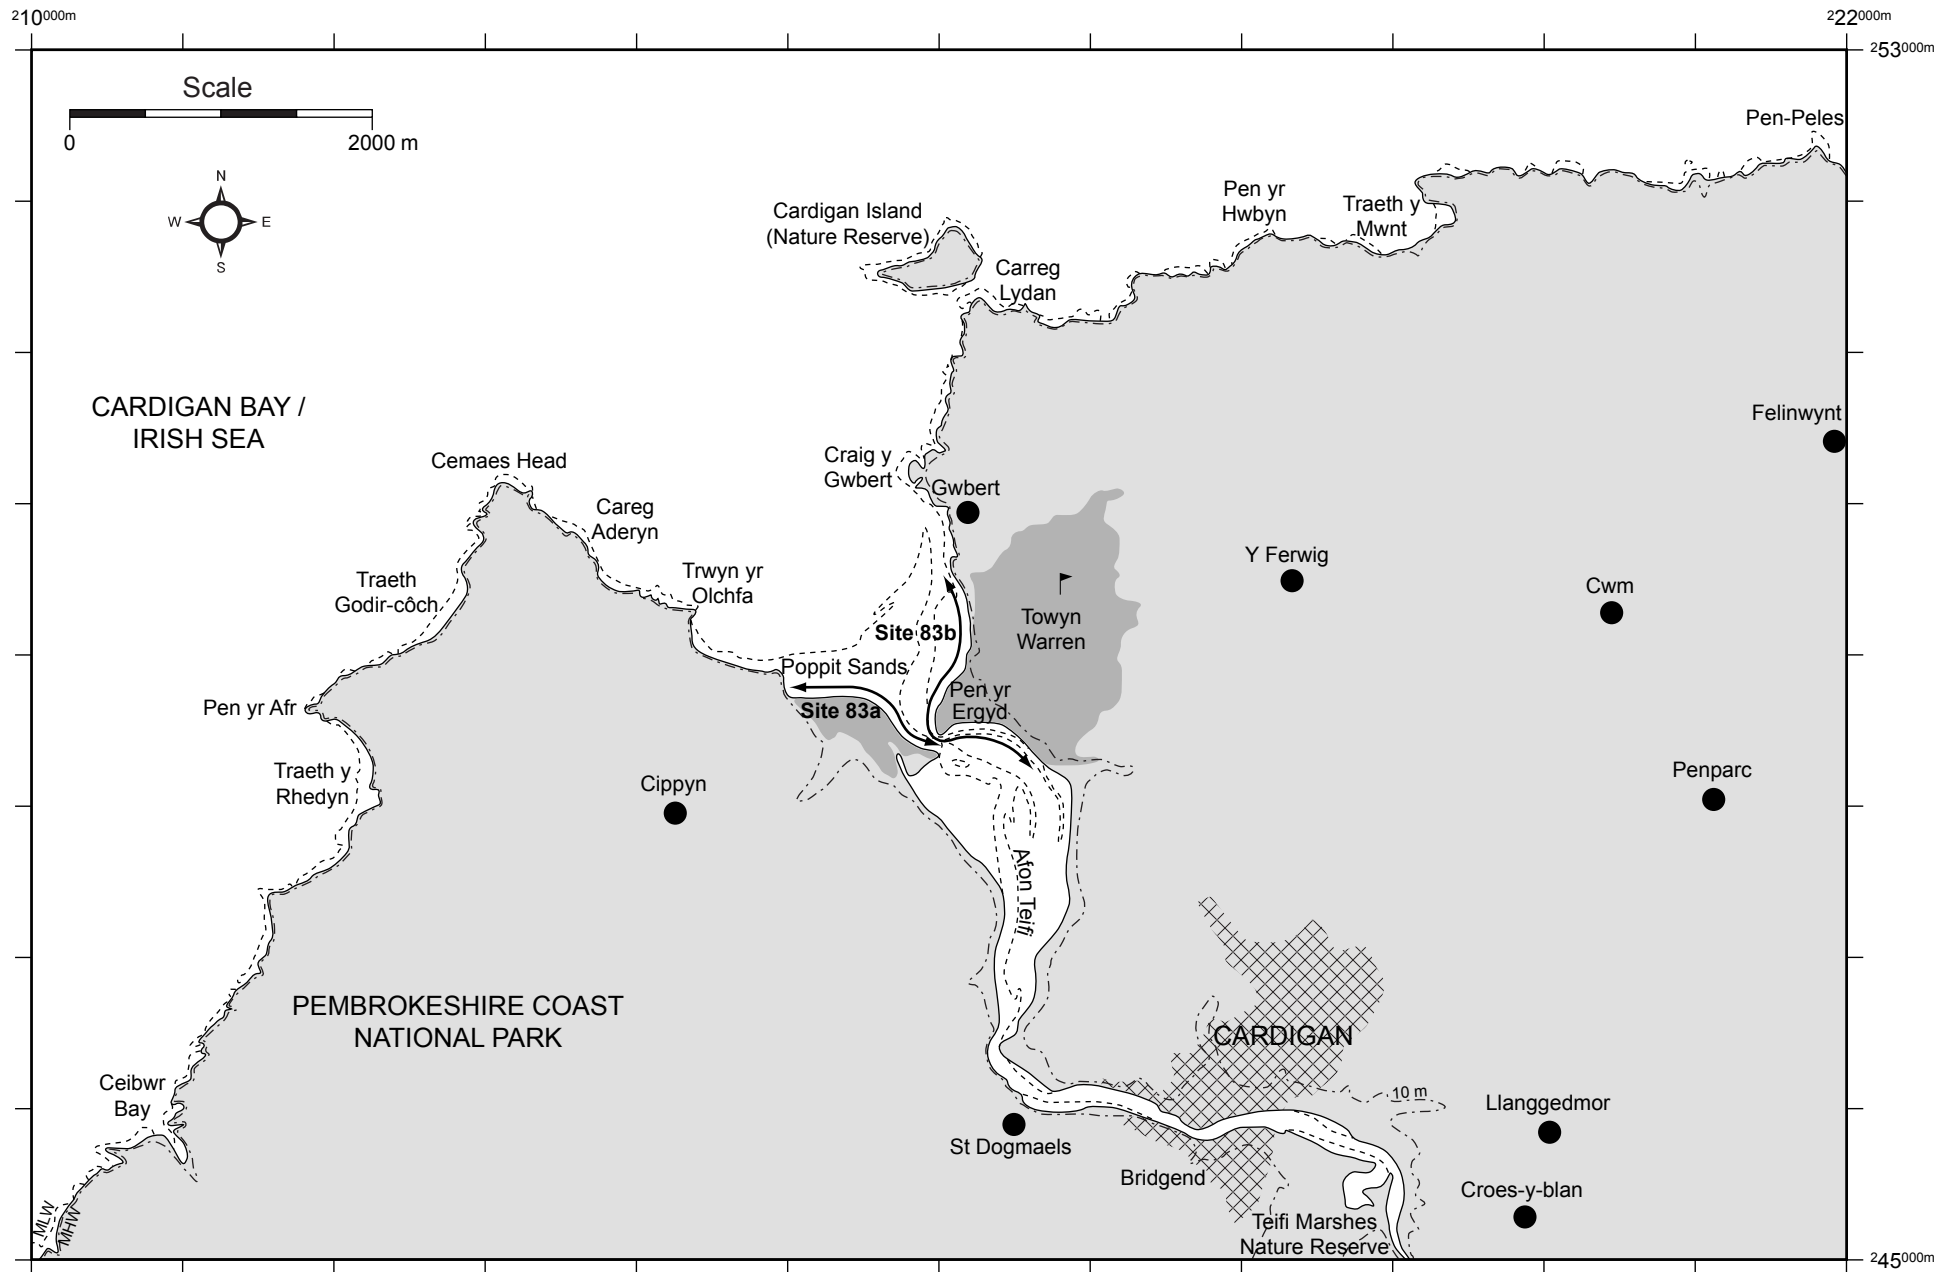 210000m
222000m
253000m
Scale
0
2000 m
N
W
E
S
Pen-Peles
Pen yr
Hwbyn
Traeth y
Mwnt
Cardigan Island
(Nature Reserve)
Carreg
Lydan
CARDIGAN BAY /
IRISH SEA
Felinwynt
Cemaes Head
Craig y
Gwbert
Gwbert
Careg
Aderyn
Y Ferwig
Traeth
Godir-côch
Trwyn yr
Olchfa
Cwm
Towyn
Warren
Site 83b
Poppit Sands
Pen yr
Ergyd
Pen yr Afr
Site 83a
Traeth y
Rhedyn
Cippyn
Penparc
Afon Teifi
PEMBROKESHIRE COAST
NATIONAL PARK
CARDIGAN
Ceibwr
Bay
10 m
Llanggedmor
St Dogmaels
Bridgend
Croes-y-blan
Teifi Marshes
Nature Reserve
MLW
MHW
245000m